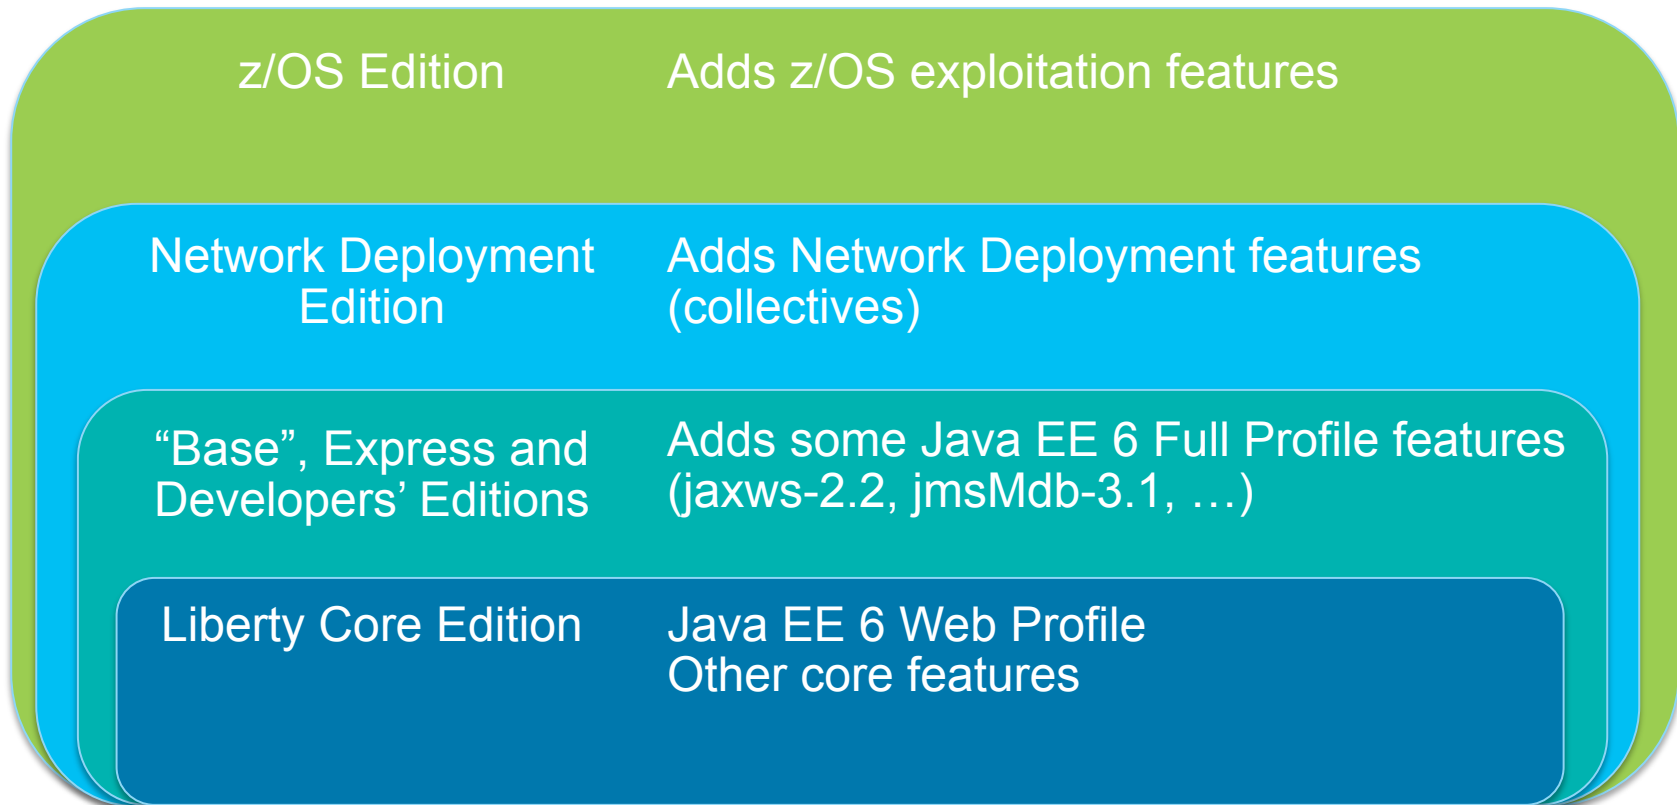 z/OS Edition
Adds z/OS exploitation features
Network Deployment
Edition
Adds Network Deployment features
(collectives)
“Base”, Express and
Developers’ Editions
Adds some Java EE 6 Full Profile features
(jaxws-2.2, jmsMdb-3.1, …)
Liberty Core Edition
Java EE 6 Web Profile
Other core features